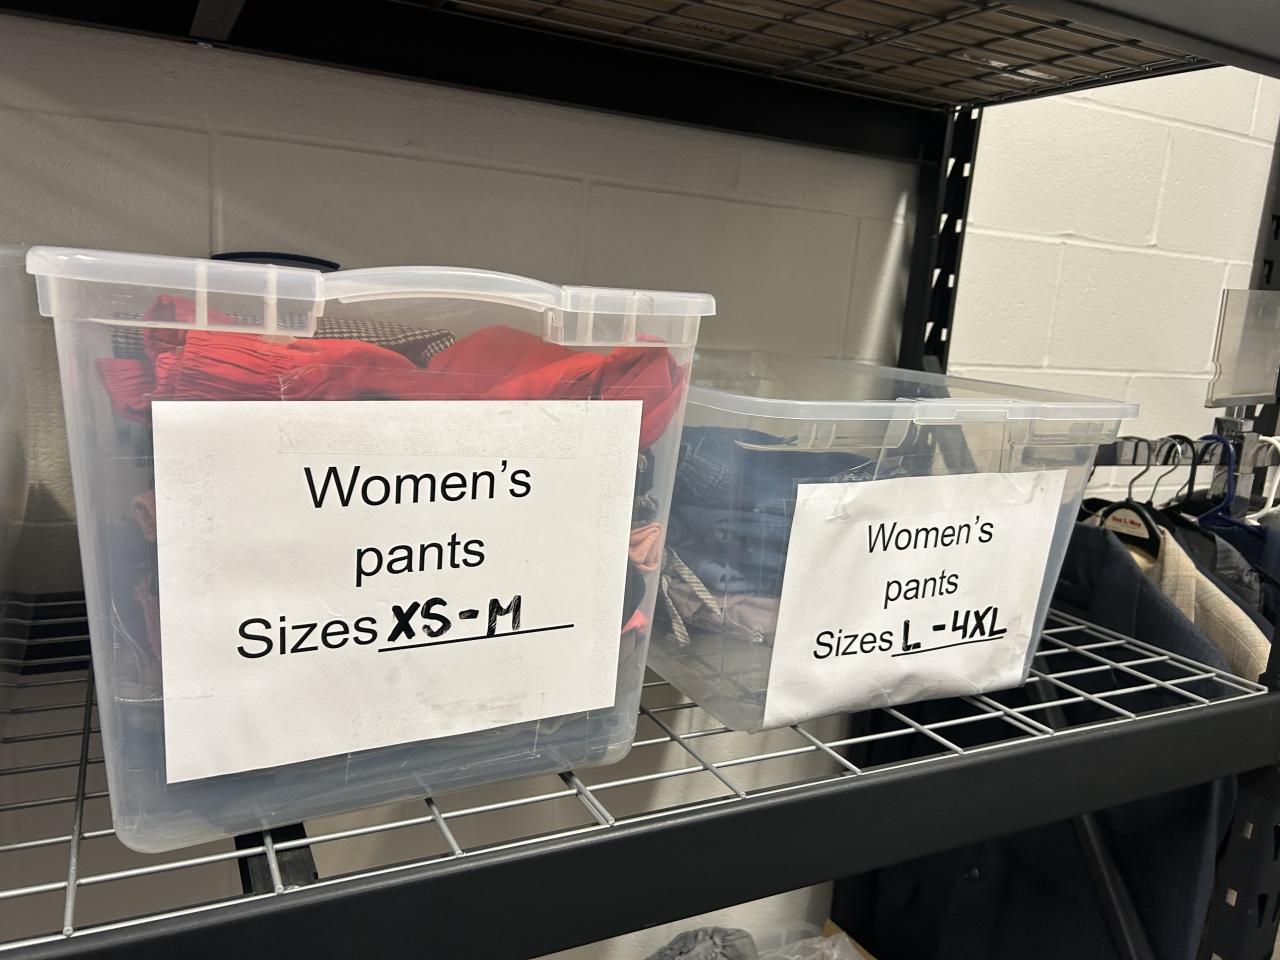 Women's
pants
Sizes XS-M
Women's
pants
Sizes L -4XL